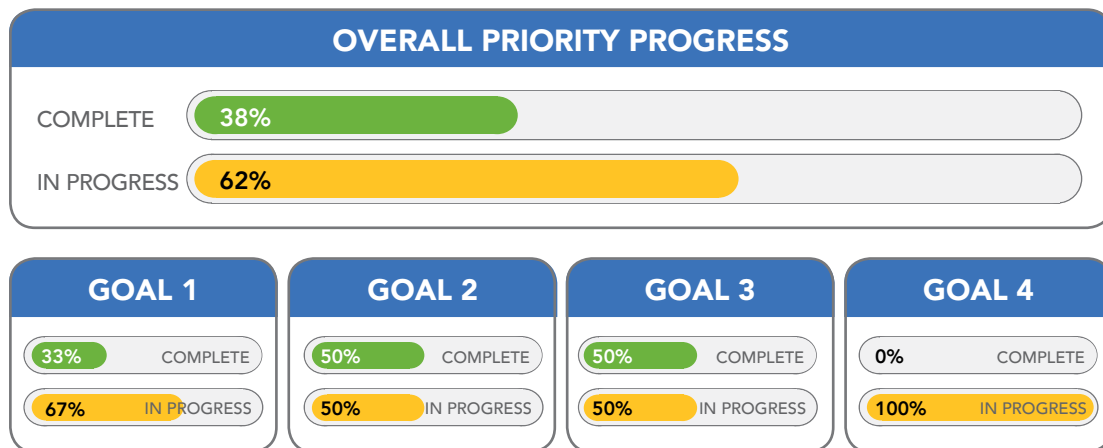 OVERALL PRIORITY PROGRESS
COMPLETE 38%
IN PROGRESS 62%
GOAL 1
33% COMPLETE
67% IN PROGRESS
GOAL 2
50% COMPLETE
50% IN PROGRESS
GOAL 3
50% COMPLETE
50% IN PROGRESS
GOAL 4
0% COMPLETE
100% IN PROGRESS